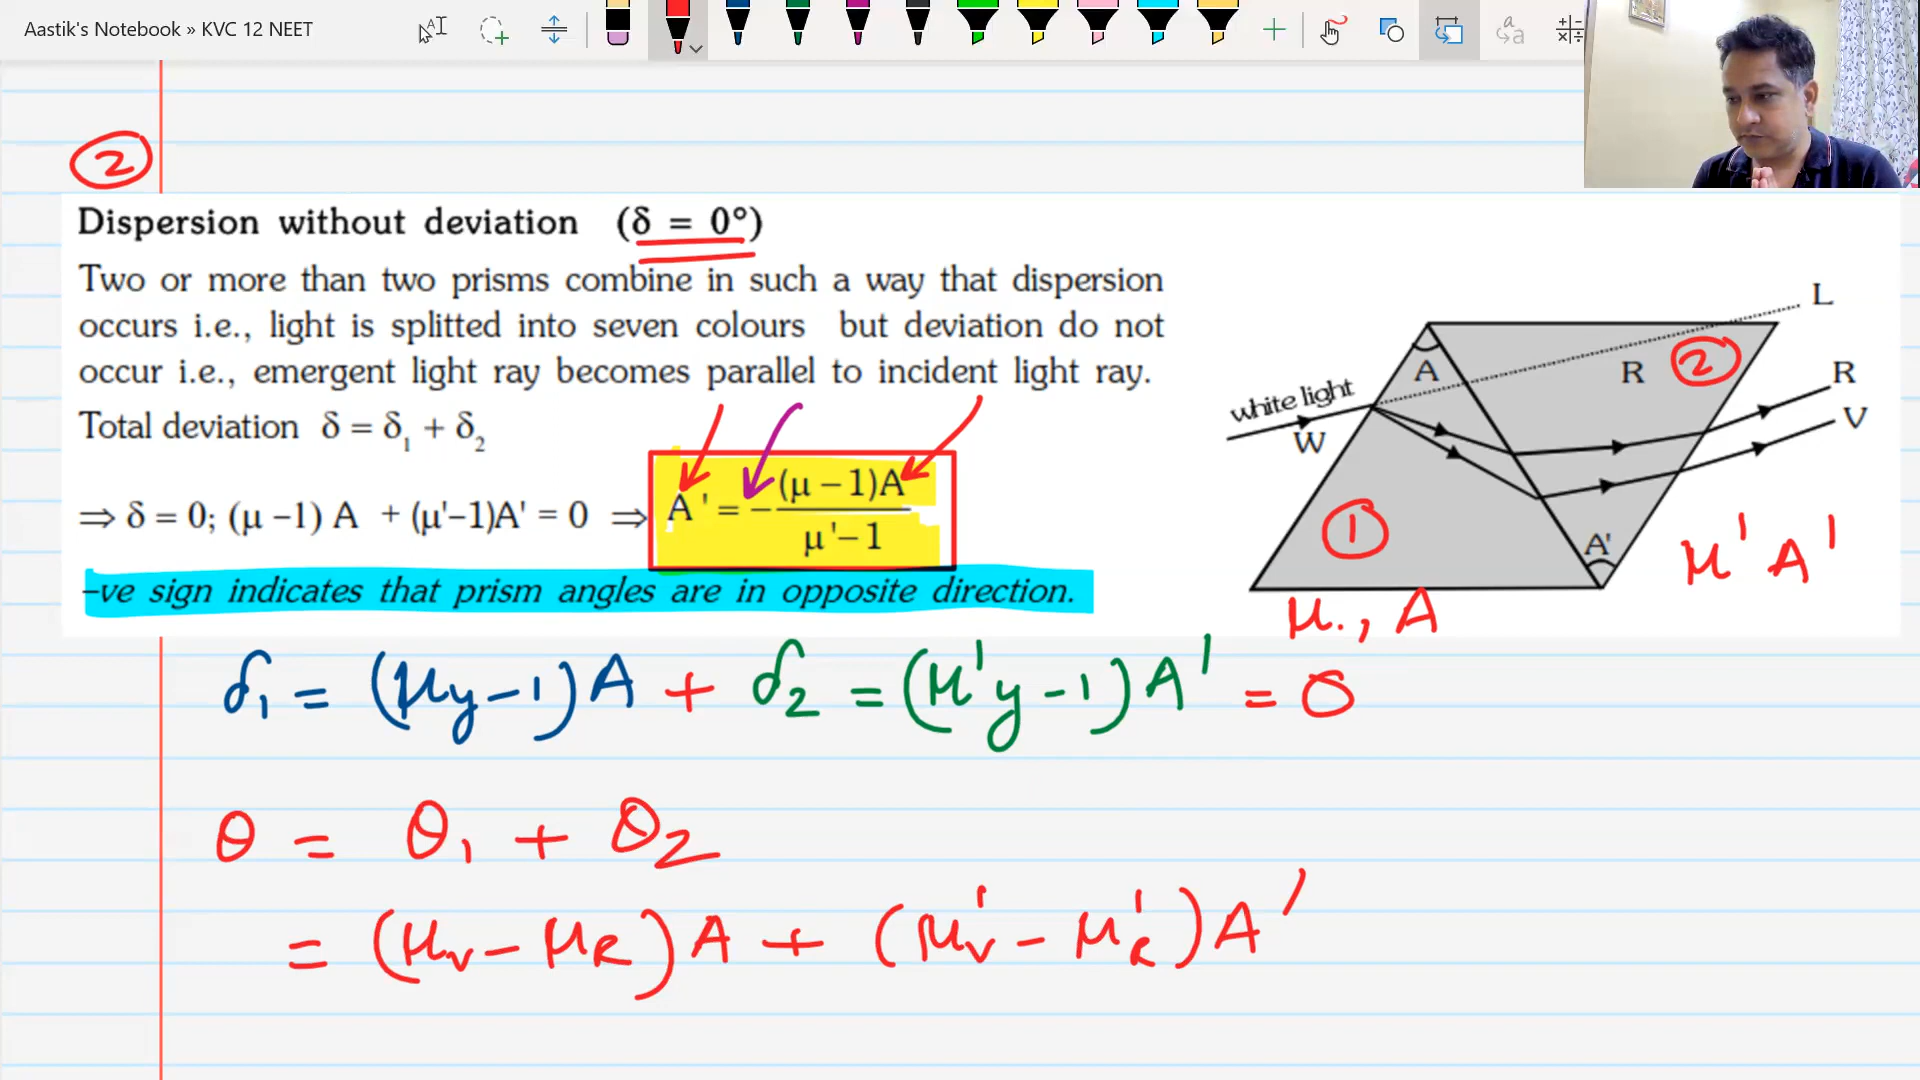 Aastik's Notebook » KVC 12 NEET
2
Dispersion without deviation (δ = 0°)
Two or more than two prisms combine in such a way that dispersion
occurs i.e., light is splitted into seven colours but deviation do not
occur i.e., emergent light ray becomes parallel to incident light ray.
Total deviation δ = δ₁ + δ₂
⇒ δ = 0; (μ –1) A + (μ'–1)A' = 0 ⇒ A' = – (μ – 1)A / μ'– 1
–ve sign indicates that prism angles are in opposite direction.
L
A
R
2
R
white light
W
V
1
A'
μ' A'
μ., A
δ₁ = (μy – 1) A + δ₂ = (μ'y – 1) A' = 0
θ = θ₁ + θ₂
= (μv – μR) A + (μ'v – μ'R) A'